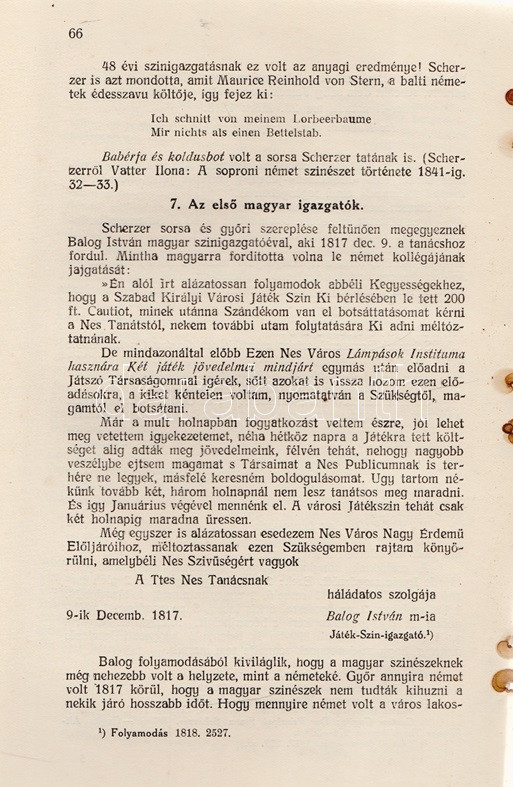 66
48 évi szinigazgatásnak ez volt az anyagi eredménye! Scher-
zer is azt mondotta, amit Maurice Reinhold von Stern, a balti néme-
tek édesszavu költője, így fejez ki:
Ich schnitt von meinem Lorbeerbaume
Mir nichts als einen Bettelstab.
Babérfa és koldusbot volt a sorsa Scherzer tatának is. (Scher-
zerről Vatter Ilona: A soproni német szinészet története 1841-ig.
32—33.)
7. Az első magyar igazgatók.
Scherzer sorsa és győri szereplése feltünően megegyeznek
Balog István magyar szinigazgatóéval, aki 1817 dec. 9. a tanácshoz
fordul. Mintha magyarra fordította volna le német kollégájának
jajgatását:
»Én alól irt alázatossan folyamodok abbéli Kegyességekhez,
hogy a Szabad Királyi Városi Játék Szin Ki bérlésében le tett 200
ft. Cautiot, minek utánna Szándékom van el botsáttatásomat kérni
a Nes Tanátstól, nekem további utam folytatására Ki adni méltóz-
tatnának.
De mindazonáltal előbb Ezen Nes Város Lámpások Instituma
hasznára Két játék jövedelmét mindjárt egymás után előadni a
Játszó Társaságommal igérek, sőtt azokat is vissza adom ezen elő-
adásokra, a kiket kéntelen voltam, nyomatatván a Szükségtől, ma-
gamtól el botsátani.
Már a mult holnapban fogyatkozást vettem észre, jól lehet
meg vetettem igyekezetemet, néha hétköz napra a Játékra tett költ-
séget alig adták meg jövedelmeink, félvén tehát, nehogy nagyobb
veszélybe ejtsem magamat s Társaimat a Nes Publicumnak is ter-
hére ne legyek, másfelé keresném boldogulásomat. Ugy tartom né-
künk tovább két, három holnapnál nem lesz tanátsos meg maradni.
És igy Januárius végével mennénk el. A városi Játékszin tehát csak
két holnapig maradna üressen.
Még egyszer is alázatossan esedezem Nes Város Nagy Érdemü
Előljáróihoz, méltoztassanak ezen Szükségemben rajtam könyö-
rülni, amelybéli Nes Szivüségért vagyok
A Ttes Nes Tanácsnak
háládatos szolgája
9-ik Decemb. 1817. Balog István m-ia
Játék-Szin-igazgató.¹)
Balog folyamodásából kiviláglik, hogy a magyar szinészeknek
még nehezebb volt a helyzete, mint a németeké. Győr annyira német
volt 1817 körül, hogy a magyar szinészek nem tudták kihuzni a
nekik járó hosszabb időt. Hogy mennyire német volt a város lakos-
¹) Folyamodás 1818. 2527.
darabanth